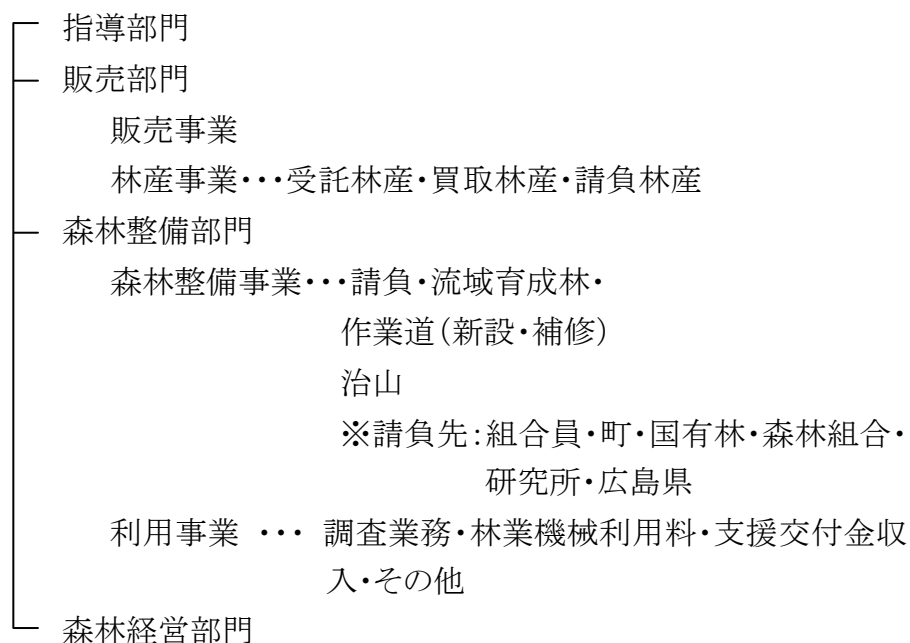 指導部門
販売部門
販売事業
林産事業・・・受託林産・買取林産・請負林産
森林整備部門
森林整備事業・・・請負・流域育成林・
作業道(新設・補修)
治山
※請負先:組合員・町・国有林・森林組合・
研究所・広島県
利用事業 ・・・ 調査業務・林業機械利用料・支援交付金収
入・その他
森林経営部門